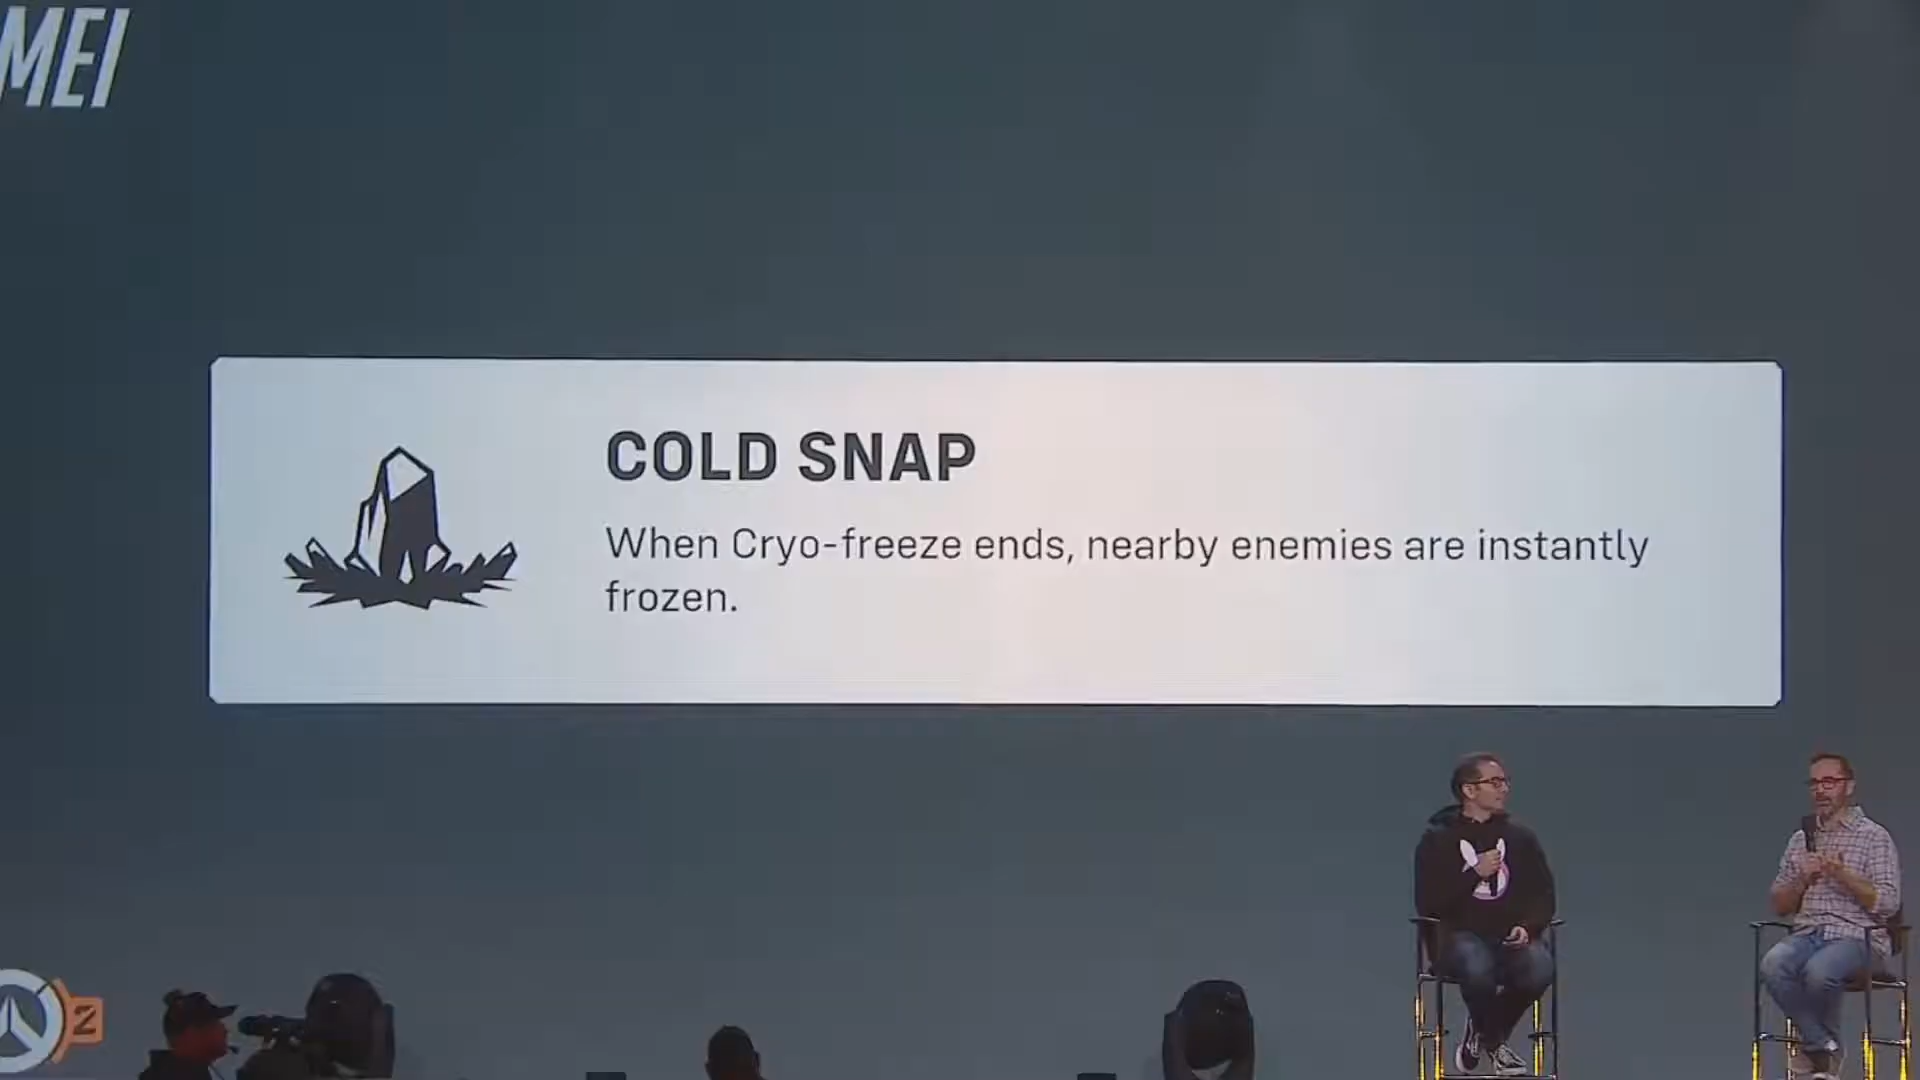 MEI
COLD SNAP
When Cryo-freeze ends, nearby enemies are instantly
frozen.
2